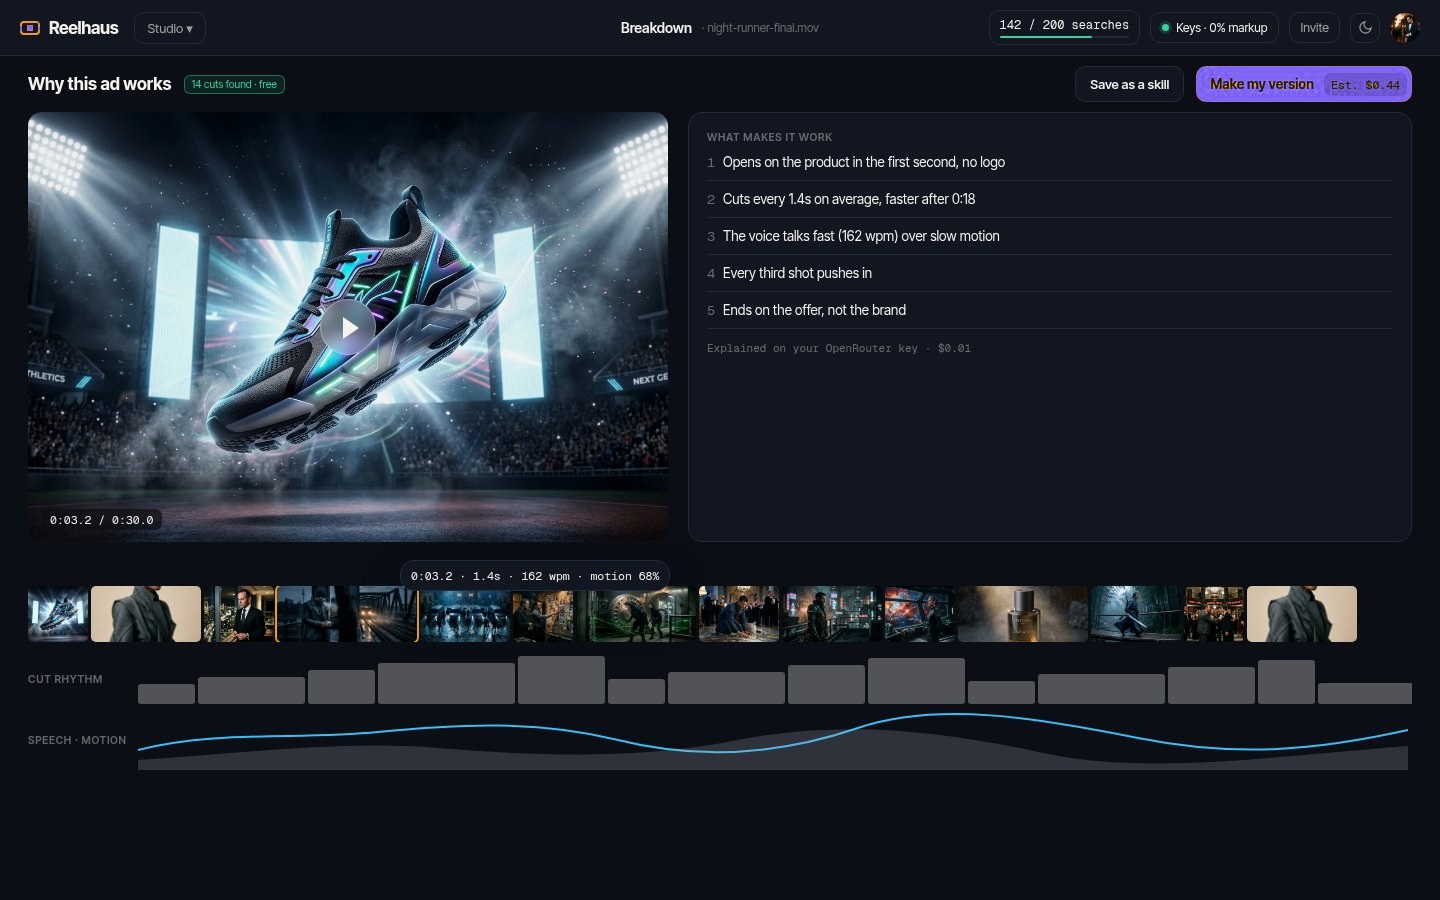 Reelhaus
Studio ▾
Breakdown · night-runner-final.mov
142 / 200 searches
Keys · 0% markup
Invite
Why this ad works
14 cuts found · free
Save as a skill
Make my version Est. $0.44
THLETICS
NEXT GE
0:03.2 / 0:30.0
WHAT MAKES IT WORK
1 Opens on the product in the first second, no logo
2 Cuts every 1.4s on average, faster after 0:18
3 The voice talks fast (162 wpm) over slow motion
4 Every third shot pushes in
5 Ends on the offer, not the brand
Explained on your OpenRouter key · $0.01
0:03.2 · 1.4s · 162 wpm · motion 68%
CUT RHYTHM
SPEECH · MOTION